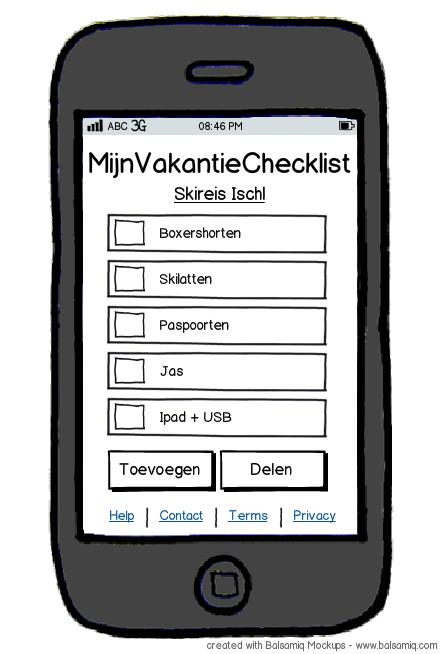 ABC 3G 08:46 PM
MijnVakantieChecklist
Skireis Ischl
Boxershorten
Skilatten
Paspoorten
Jas
Ipad + USB
Toevoegen Delen
Help | Contact | Terms | Privacy
created with Balsamiq Mockups - www.balsamiq.com